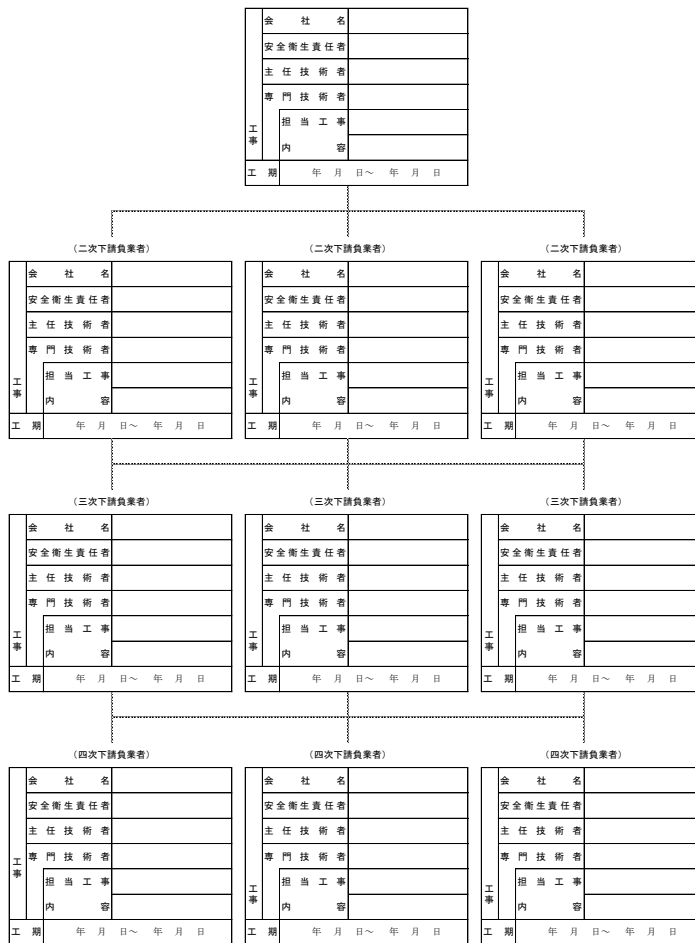 会社名
安全衛生責任者
主任技術者
専門技術者
工事
担当工事
内容
工期 年 月 日～ 年 月 日
(二次下請負業者) (二次下請負業者) (二次下請負業者)
会社名 会社名 会社名
安全衛生責任者 安全衛生責任者 安全衛生責任者
主任技術者 主任技術者 主任技術者
専門技術者 専門技術者 専門技術者
工事 担当工事 工事 担当工事 工事 担当工事
内容 内容 内容
工期 年 月 日～ 年 月 日 工期 年 月 日～ 年 月 日 工期 年 月 日～ 年 月 日
(三次下請負業者) (三次下請負業者) (三次下請負業者)
会社名 会社名 会社名
安全衛生責任者 安全衛生責任者 安全衛生責任者
主任技術者 主任技術者 主任技術者
専門技術者 専門技術者 専門技術者
工事 担当工事 工事 担当工事 工事 担当工事
内容 内容 内容
工期 年 月 日～ 年 月 日 工期 年 月 日～ 年 月 日 工期 年 月 日～ 年 月 日
(四次下請負業者) (四次下請負業者) (四次下請負業者)
会社名 会社名 会社名
安全衛生責任者 安全衛生責任者 安全衛生責任者
主任技術者 主任技術者 主任技術者
専門技術者 専門技術者 専門技術者
工事 担当工事 工事 担当工事 工事 担当工事
内容 内容 内容
工期 年 月 日～ 年 月 日 工期 年 月 日～ 年 月 日 工期 年 月 日～ 年 月 日